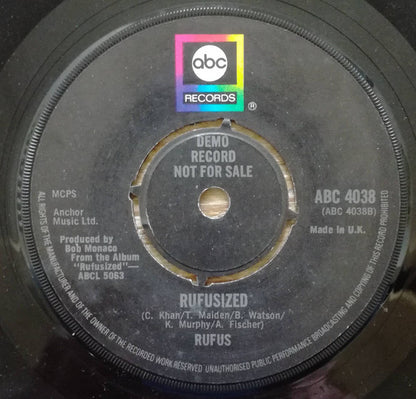 abc
RECORDS
®
DEMO
RECORD
NOT FOR SALE
MCPS
Anchor
Music Ltd.
Produced by
Bob Monaco
From the Album
"Rufusized"—
ABCL 5063
ABC 4038
(ABC 4038B)
Made in U.K.
RUFUSIZED
(C. Khan/T. Maiden/B. Watson/
K. Murphy/A. Fischer)
RUFUS
ALL RIGHTS OF THE MANUFACTURER AND OF THE OWNER OF THE RECORDED WORK RESERVED UNAUTHORISED PUBLIC PERFORMANCE BROADCASTING AND COPYING OF THIS RECORD PROHIBITED